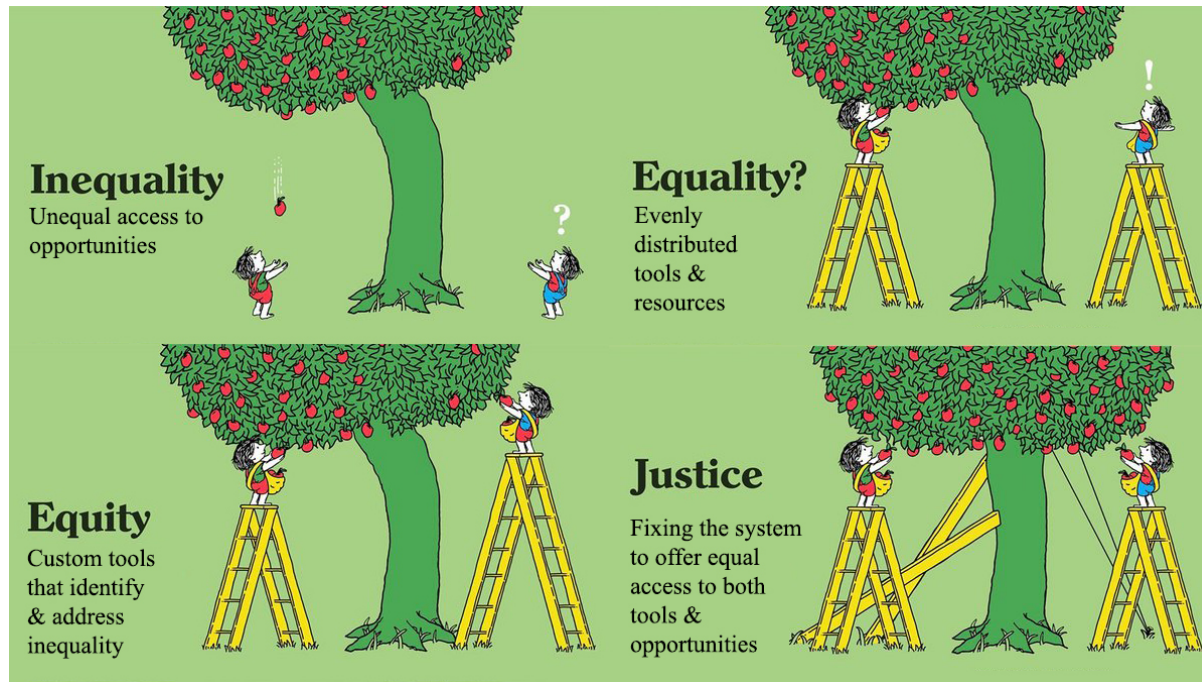 Inequality
Unequal access to
opportunities
?
Equality?
Evenly
distributed
tools &
resources
!
Equity
Custom tools
that identify
& address
inequality
Justice
Fixing the system
to offer equal
access to both
tools &
opportunities